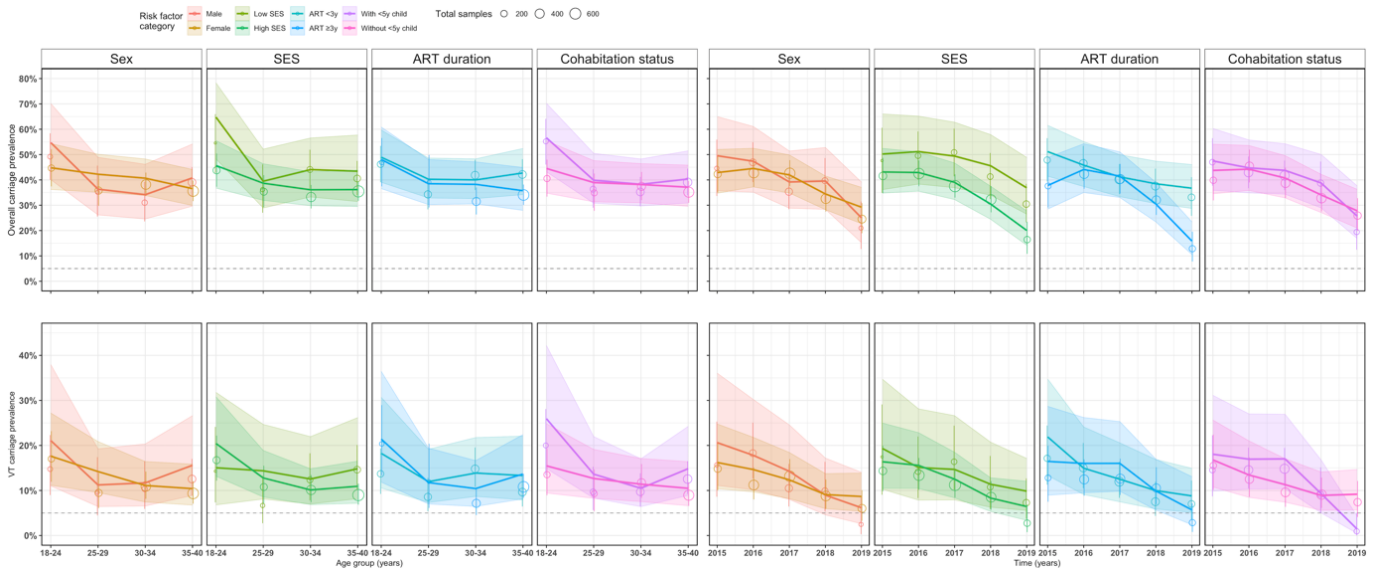 Risk factor category
Male
Low SES
ART <3y
With <5y child
Total samples
200
400
600
Female
High SES
ART ≥3y
Without <5y child
Sex
SES
ART duration
Cohabitation status
Sex
SES
ART duration
Cohabitation status
Overall carriage prevalence
80%
70%
60%
50%
40%
30%
20%
10%
0%
VT carriage prevalence
40%
30%
20%
10%
0%
18-24 25-29 30-34 35-40 18-24 25-29 30-34 35-40 18-24 25-29 30-34 35-40 18-24 25-29 30-34 35-40 2015 2016 2017 2018 2019 2015 2016 2017 2018 2019 2015 2016 2017 2018 2019 2015 2016 2017 2018 2019
Age group (years)
Time (years)